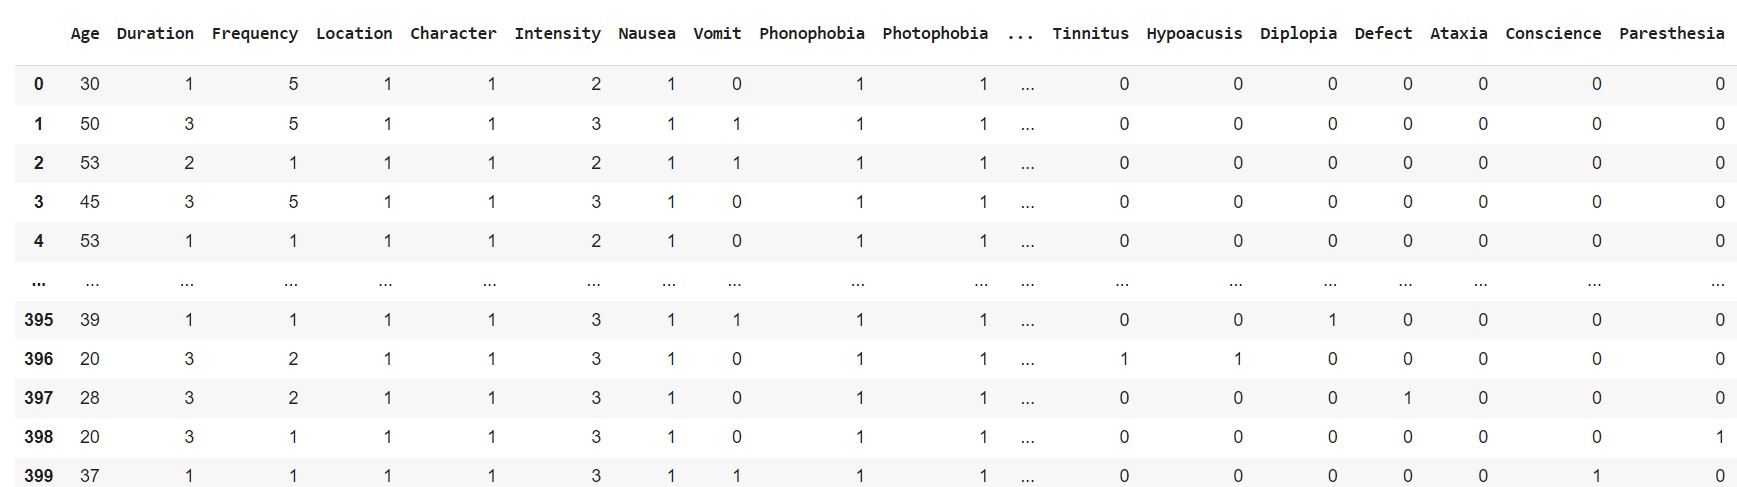 Age Duration Frequency Location Character Intensity Nausea Vomit Phonophobia Photophobia ... Tinnitus Hypoacusis Diplopia Defect Ataxia Conscience Paresthesia
0 30 1 5 1 1 2 1 0 1 1 ... 0 0 0 0 0 0 0
1 50 3 5 1 1 3 1 1 1 1 ... 0 0 0 0 0 0 0
2 53 2 1 1 1 2 1 1 1 1 ... 0 0 0 0 0 0 0
3 45 3 5 1 1 3 1 0 1 1 ... 0 0 0 0 0 0 0
4 53 1 1 1 1 2 1 0 1 1 ... 0 0 0 0 0 0 0
... ... ... ... ... ... ... ... ... ... ... ... ... ... ... ... ... ... ...
395 39 1 1 1 1 3 1 1 1 1 ... 0 0 1 0 0 0 0
396 20 3 2 1 1 3 1 0 1 1 ... 1 1 0 0 0 0 0
397 28 3 2 1 1 3 1 0 1 1 ... 0 0 0 1 0 0 0
398 20 3 1 1 1 3 1 0 1 1 ... 0 0 0 0 0 0 1
399 37 1 1 1 1 3 1 1 1 1 ... 0 0 0 0 0 1 0